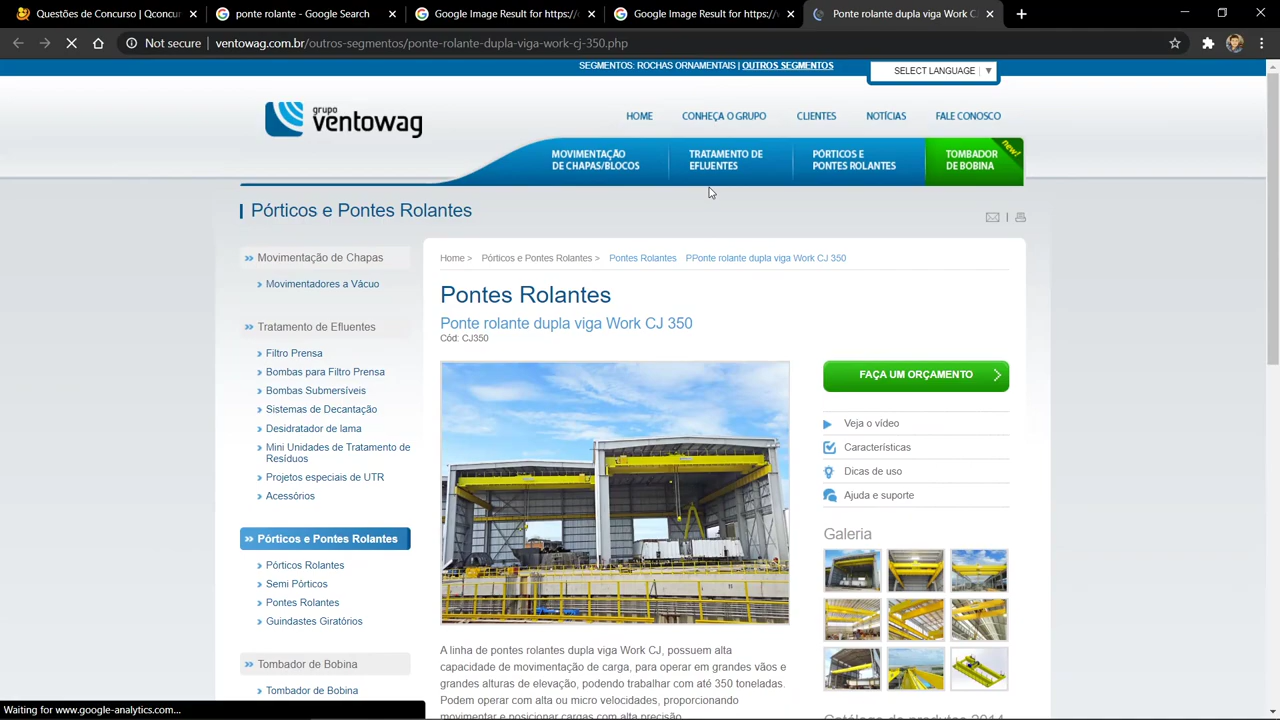 Questões de Concurso | Qconcur
ponte rolante - Google Search
Google Image Result for https://
Google Image Result for https://
Ponte rolante dupla viga Work C
Not secure
ventowag.com.br/outros-segmentos/ponte-rolante-dupla-viga-work-cj-350.php
SEGMENTOS: ROCHAS ORNAMENTAIS | OUTROS SEGMENTOS
SELECT LANGUAGE
grupo
ventowag
HOME
CONHEÇA O GRUPO
CLIENTES
NOTÍCIAS
FALE CONOSCO
MOVIMENTAÇÃO
DE CHAPAS/BLOCOS
TRATAMENTO DE
EFLUENTES
PÓRTICOS E
PONTES ROLANTES
TOMBADOR
DE BOBINA
new!
Pórticos e Pontes Rolantes
Movimentação de Chapas
Movimentadores a Vácuo
Tratamento de Efluentes
Filtro Prensa
Bombas para Filtro Prensa
Bombas Submersíveis
Sistemas de Decantação
Desidratador de lama
Mini Unidades de Tratamento de
Resíduos
Projetos especiais de UTR
Acessórios
Pórticos e Pontes Rolantes
Pórticos Rolantes
Semi Pórticos
Pontes Rolantes
Guindastes Giratórios
Tombador de Bobina
Tombador de Bobina
Home > Pórticos e Pontes Rolantes > Pontes Rolantes PPonte rolante dupla viga Work CJ 350
Pontes Rolantes
Ponte rolante dupla viga Work CJ 350
Cód: CJ350
A linha de pontes rolantes dupla viga Work CJ, possuem alta
capacidade de movimentação de carga, para operar em grandes vãos e
grandes alturas de elevação, podendo trabalhar com até 350 toneladas.
Podem operar com alta ou micro velocidades, proporcionando
movimentar e posicionar cargas com alta precisão.
FAÇA UM ORÇAMENTO
Veja o vídeo
Características
Dicas de uso
Ajuda e suporte
Galeria
Catálogo de produtos 2014
Waiting for www.google-analytics.com...